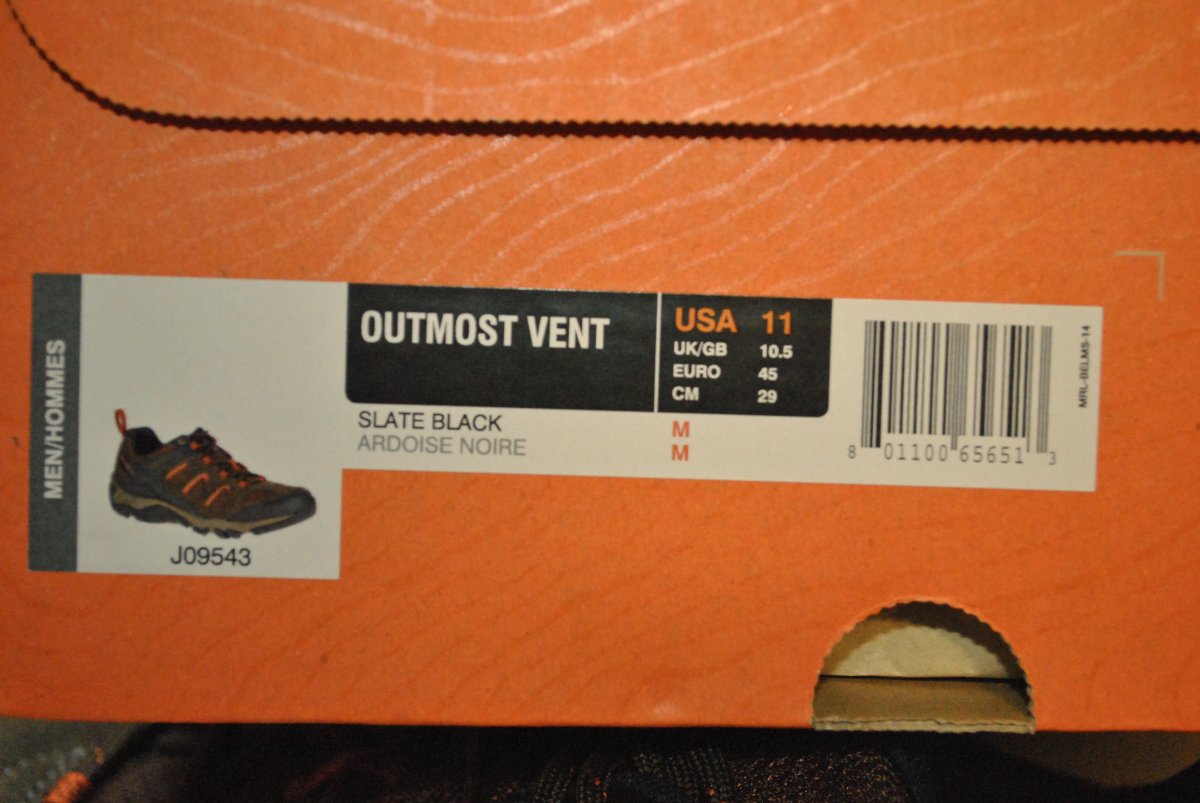 MEN/HOMMES
J09543
OUTMOST VENT
SLATE BLACK
ARDOISE NOIRE
USA 11
UK/GB 10.5
EURO 45
CM 29
M
M
8 01100 65651 3
MRL-BELMS-14